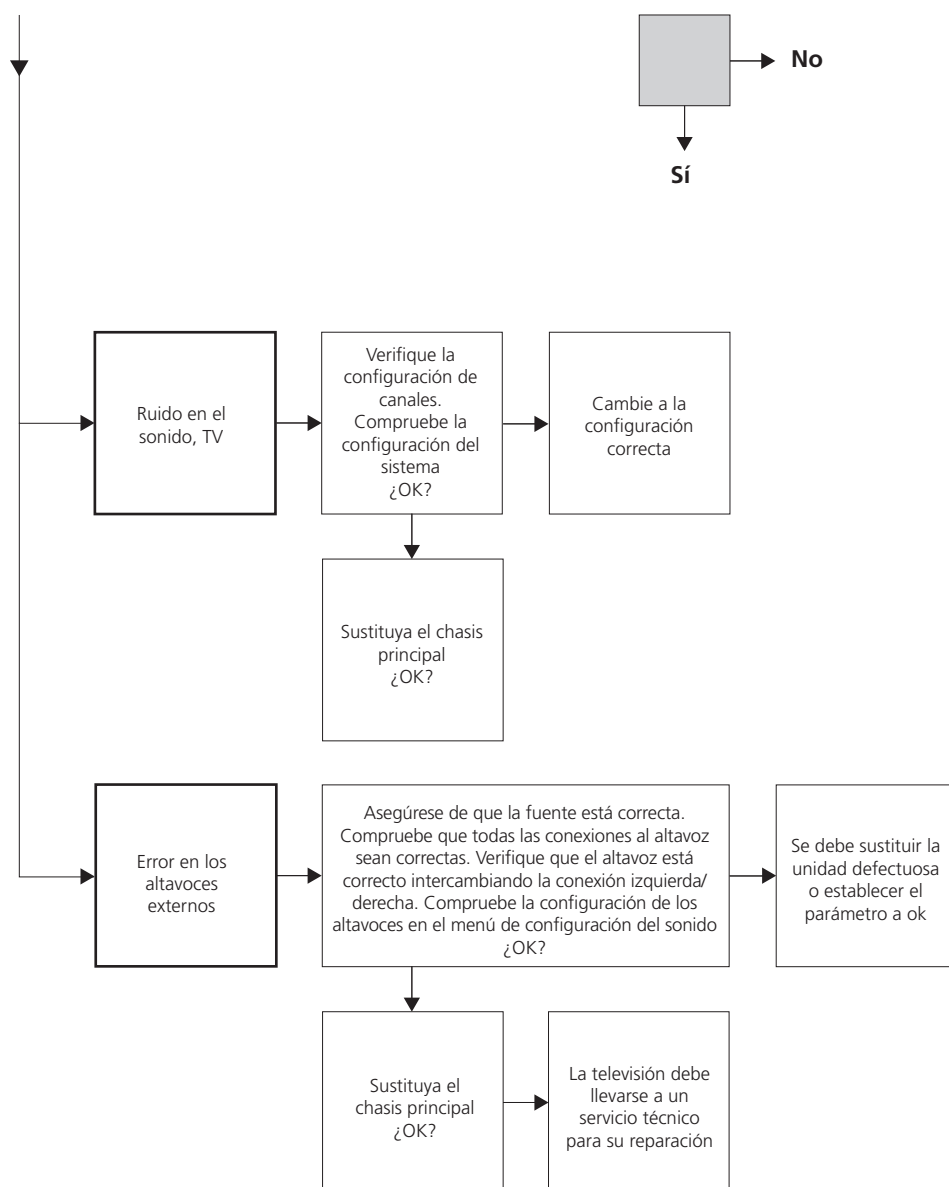 No
Sí
Ruido en el
sonido, TV
Verifique la
configuración de
canales.
Compruebe la
configuración del
sistema
¿OK?
Cambie a la
configuración
correcta
Sustituya el chasis
principal
¿OK?
Error en los
altavoces
externos
Asegúrese de que la fuente está correcta.
Compruebe que todas las conexiones al altavoz
sean correctas. Verifique que el altavoz está
correcto intercambiando la conexión izquierda/
derecha. Compruebe la configuración de los
altavoces en el menú de configuración del sonido
¿OK?
Se debe sustituir la
unidad defectuosa
o establecer el
parámetro a ok
Sustituya el
chasis principal
¿OK?
La televisión debe
llevarse a un
servicio técnico
para su reparación